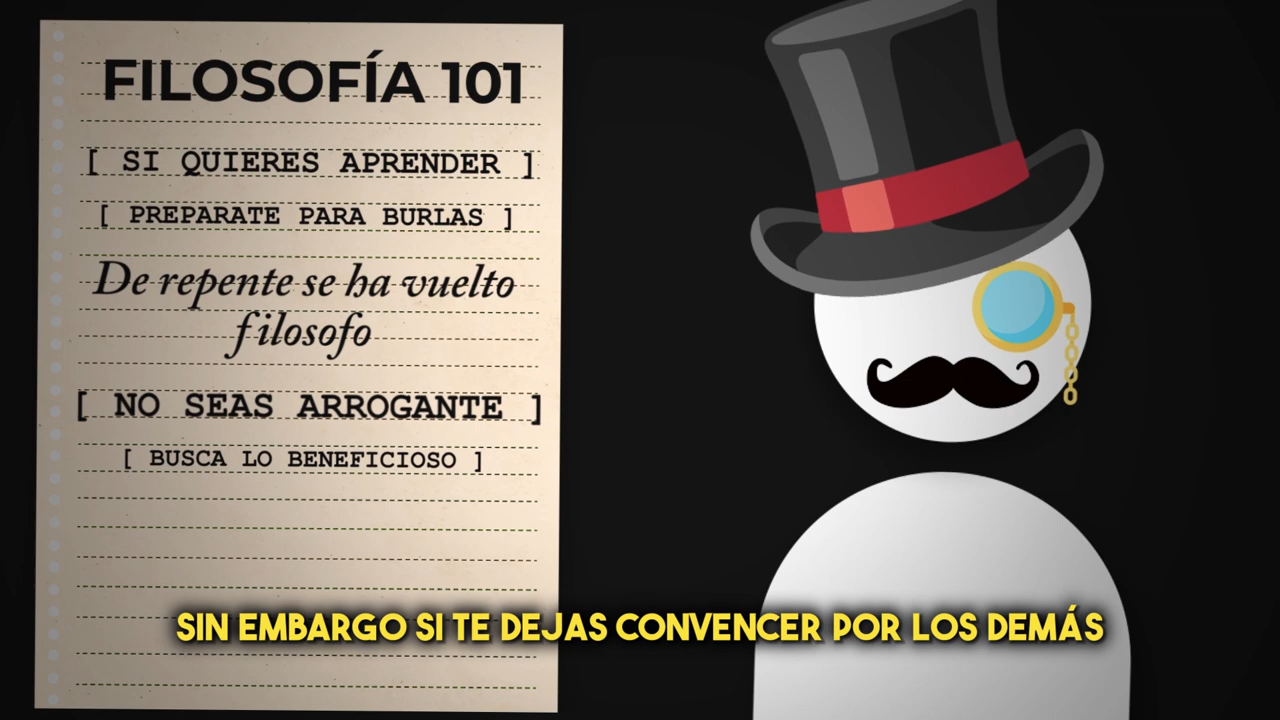 FILOSOFÍA 101
[ SI QUIERES APRENDER ]
[ PREPARATE PARA BURLAS ]
De repente se ha vuelto
filosofo
[ NO SEAS ARROGANTE ]
[ BUSCA LO BENEFICIOSO ]
SIN EMBARGO SI TE DEJAS CONVENCER POR LOS DEMÁS